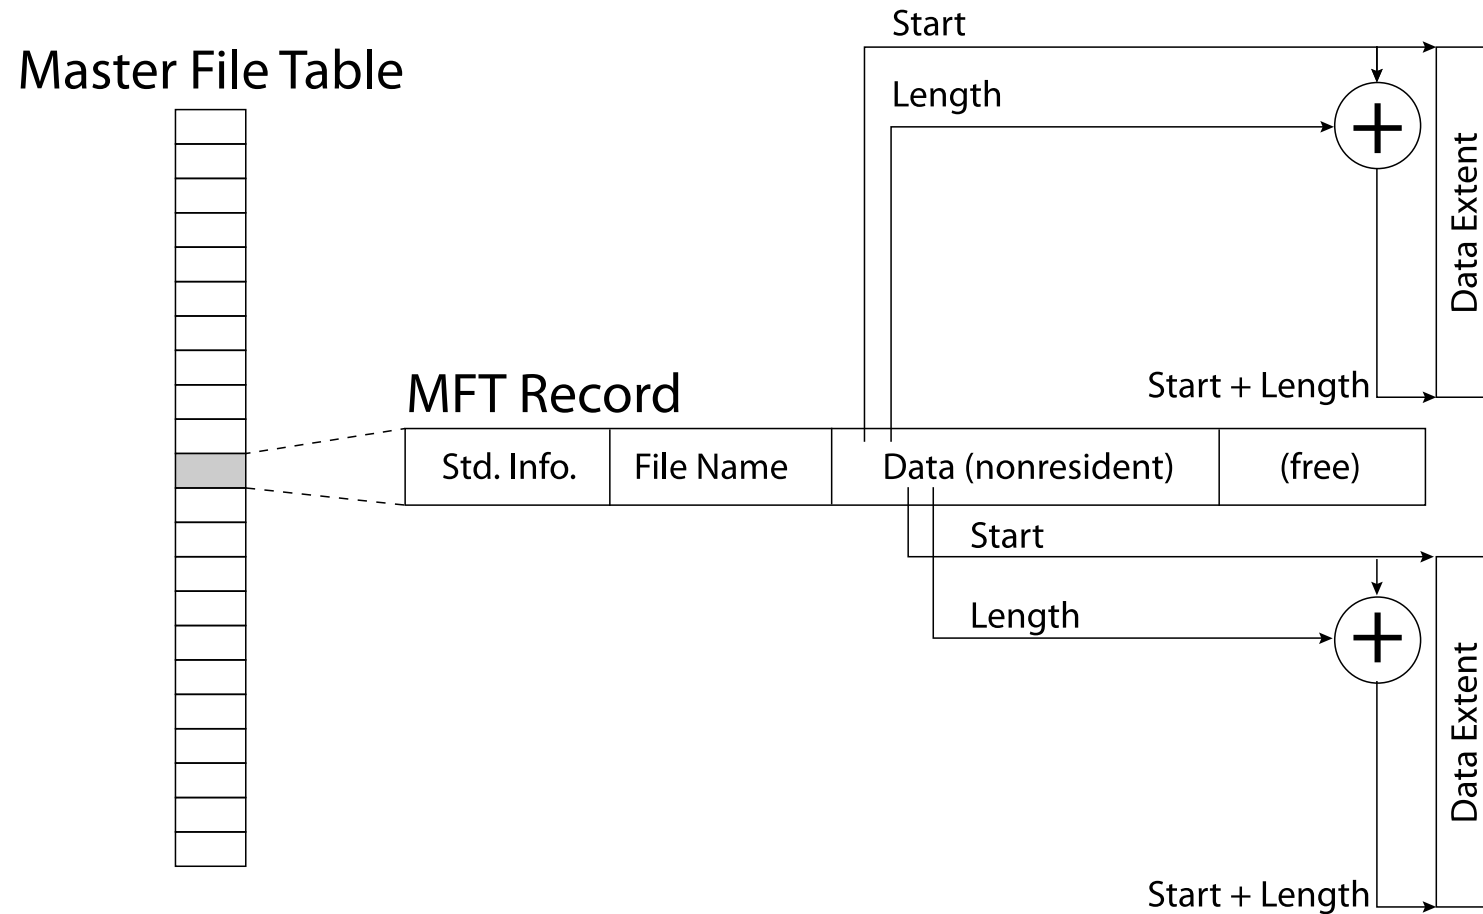 Master File Table
Start
Length
+
Data Extent
Start + Length
MFT Record
Std. Info.
File Name
Data (nonresident)
(free)
Start
Length
+
Data Extent
Start + Length